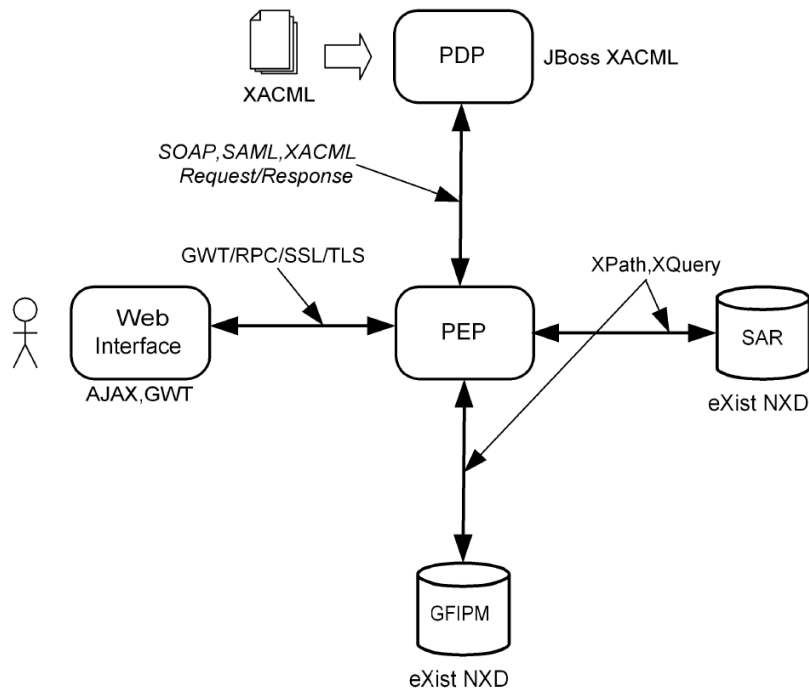 PDP
JBoss XACML
XACML
SOAP,SAML,XACML
Request/Response
GWT/RPC/SSL/TLS
XPath,XQuery
Web
Interface
PEP
SAR
AJAX,GWT
eXist NXD
GFIPM
eXist NXD